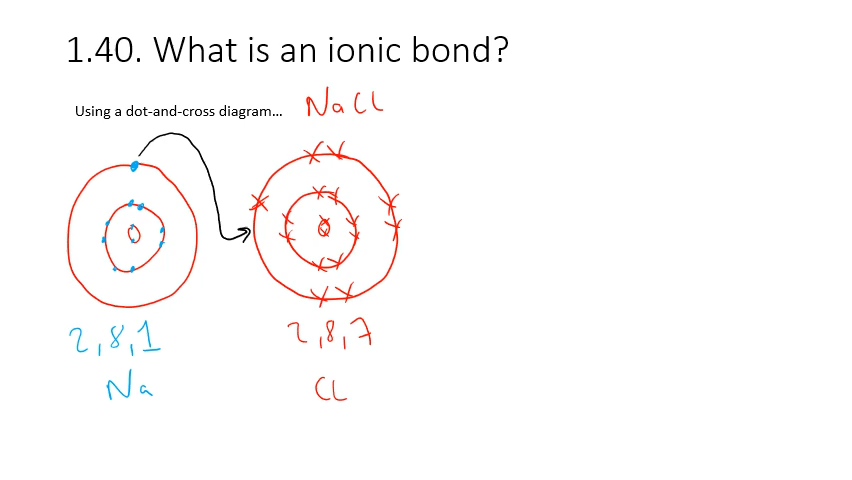 1.40. What is an ionic bond?
Using a dot-and-cross diagram... NaCl
2,8,1 2,8,7
Na Cl